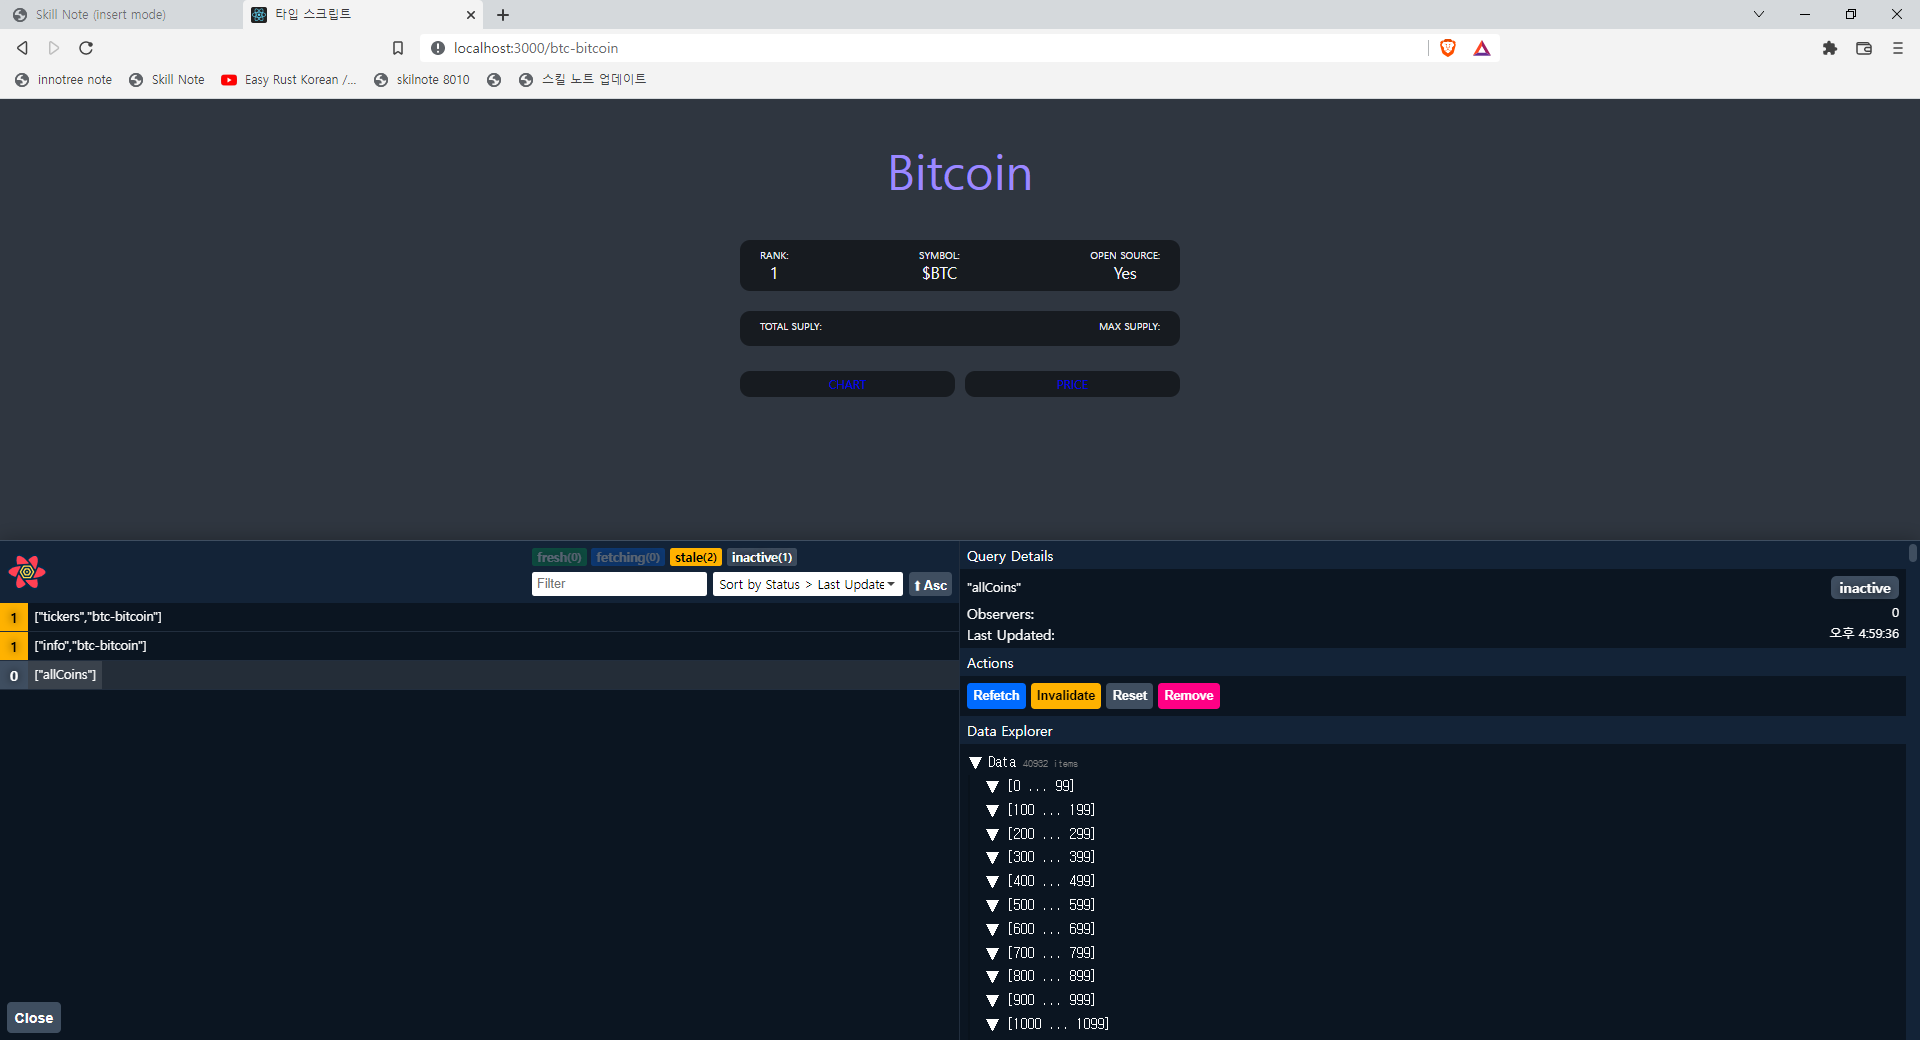 Skill Note (insert mode)
타입 스크립트
localhost:3000/btc-bitcoin
innotree note
Skill Note
Easy Rust Korean /...
skilnote 8010
스킬 노트 업데이트
Bitcoin
RANK:
1
SYMBOL:
$BTC
OPEN SOURCE:
Yes
TOTAL SUPLY:
MAX SUPPLY:
CHART
PRICE
fresh(0)
fetching(0)
stale(2)
inactive(1)
Filter
Sort by Status > Last Update
⬆ Asc
1
["tickers","btc-bitcoin"]
1
["info","btc-bitcoin"]
0
["allCoins"]
Close
Query Details
"allCoins"
inactive
Observers:
0
Last Updated:
오후 4:59:36
Actions
Refetch
Invalidate
Reset
Remove
Data Explorer
▼ Data 40932 items
▼ [0 ... 99]
▼ [100 ... 199]
▼ [200 ... 299]
▼ [300 ... 399]
▼ [400 ... 499]
▼ [500 ... 599]
▼ [600 ... 699]
▼ [700 ... 799]
▼ [800 ... 899]
▼ [900 ... 999]
▼ [1000 ... 1099]